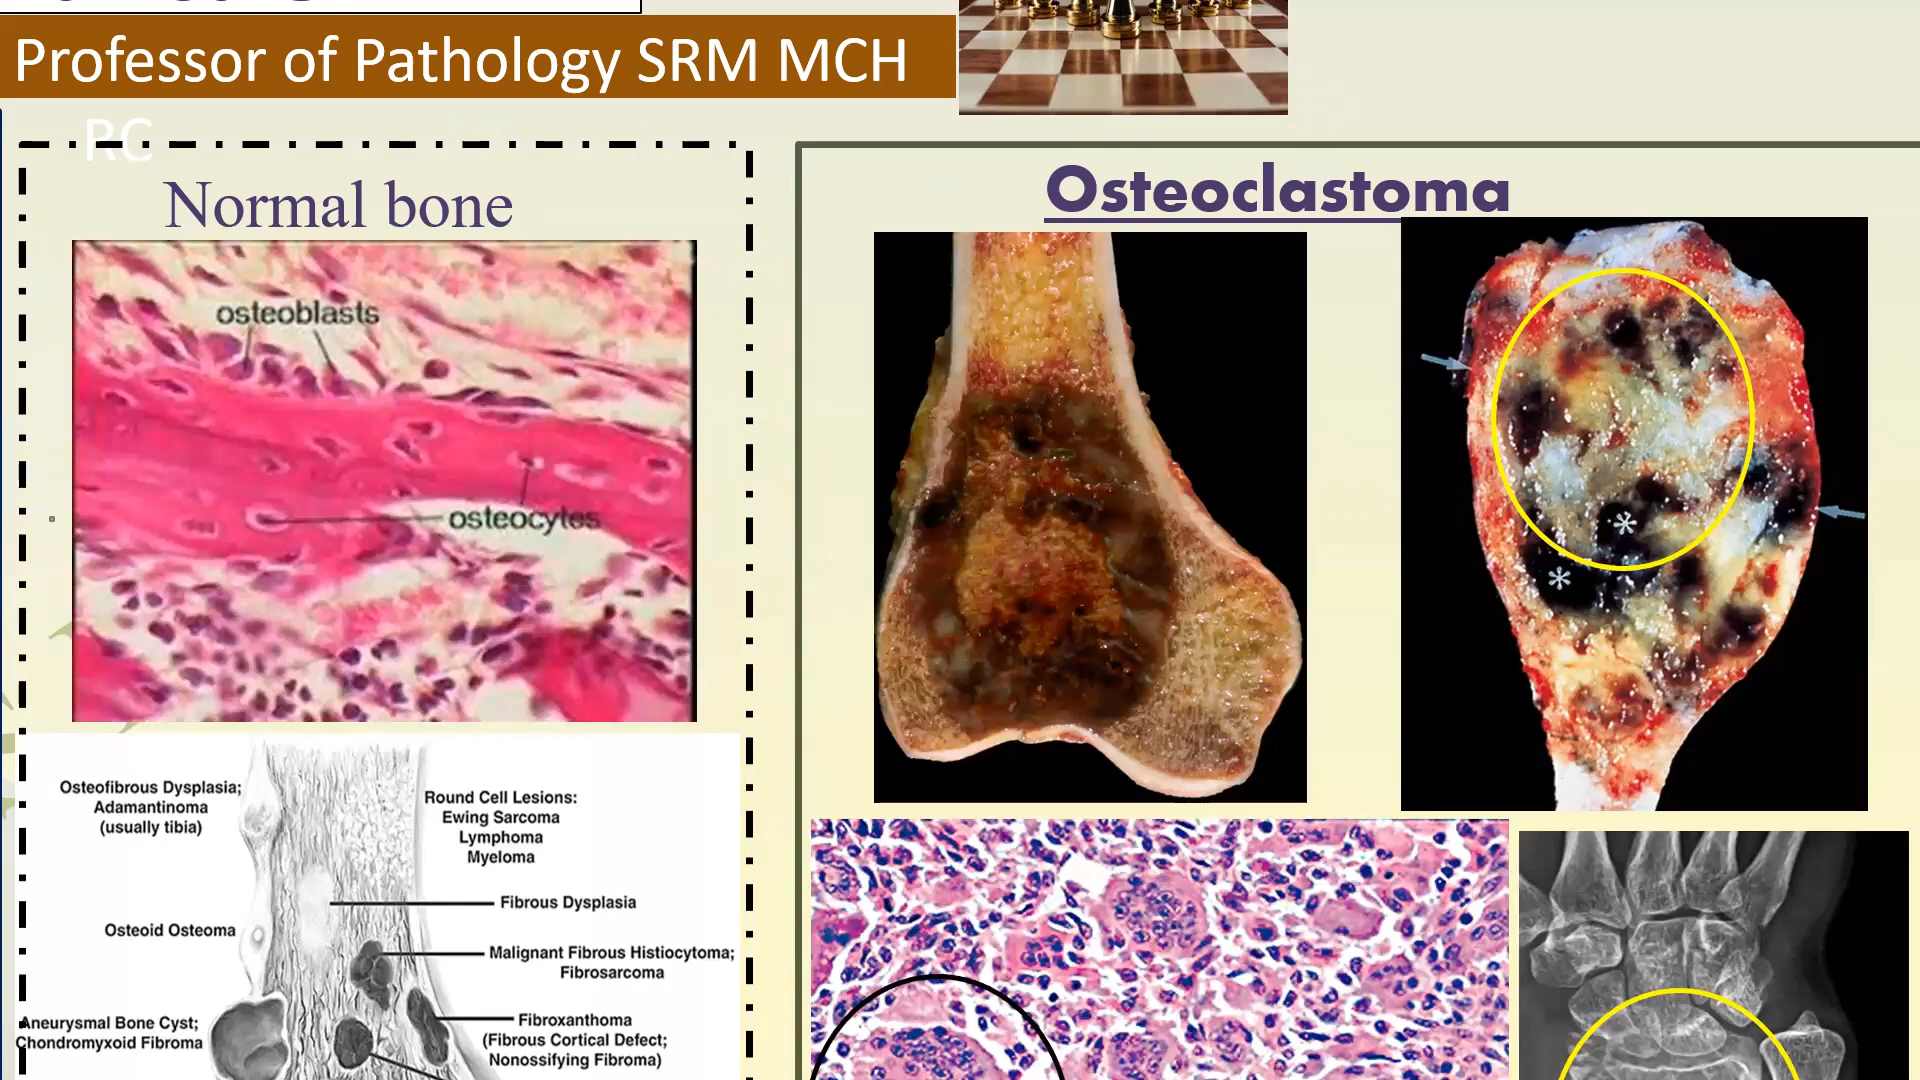 Professor of Pathology SRM MCH
RC
Normal bone
osteoblasts
osteocytes
Osteofibrous Dysplasia;
Adamantinoma
(usually tibia)
Round Cell Lesions:
Ewing Sarcoma
Lymphoma
Myeloma
Fibrous Dysplasia
Osteoid Osteoma
Malignant Fibrous Histiocytoma;
Fibrosarcoma
Aneurysmal Bone Cyst;
Chondromyxoid Fibroma
Fibroxanthoma
(Fibrous Cortical Defect;
Nonossifying Fibroma)
Osteoclastoma
*
*